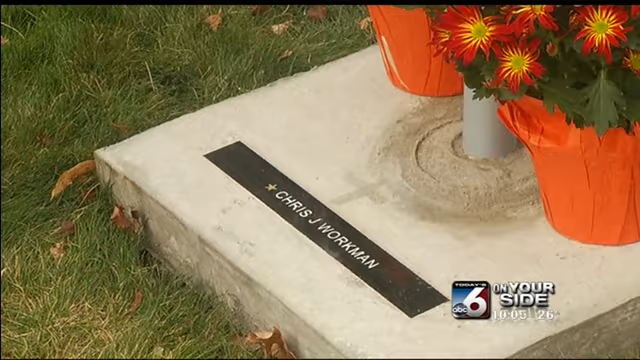 CHRIS J WORKMAN
TODAY'S
abc 6
ON YOUR
SIDE
10:05 26